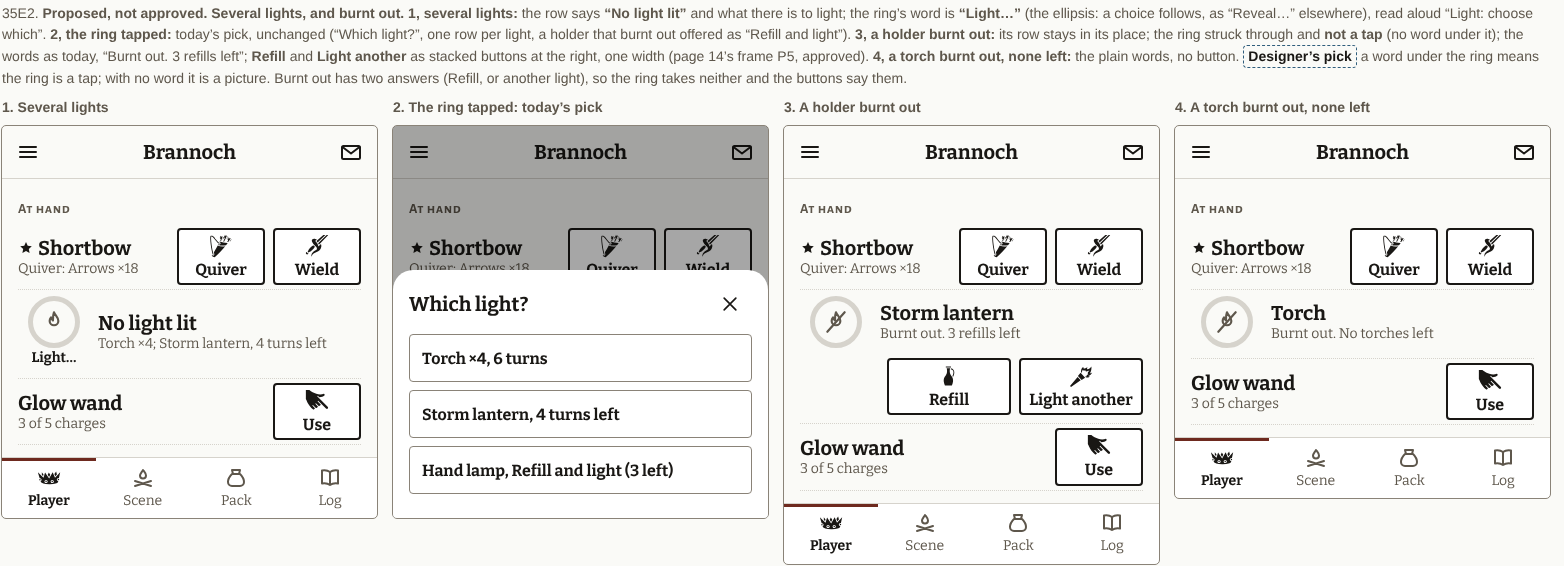 35E2. Proposed, not approved. Several lights, and burnt out. 1, several lights: the row says “No light lit” and what there is to light; the ring’s word is “Light…” (the ellipsis: a choice follows, as “Reveal…” elsewhere), read aloud “Light: choose
which”. 2, the ring tapped: today’s pick, unchanged (“Which light?”, one row per light, a holder that burnt out offered as “Refill and light”). 3, a holder burnt out: its row stays in its place; the ring struck through and not a tap (no word under it); the
words as today, “Burnt out. 3 refills left”; Refill and Light another as stacked buttons at the right, one width (page 14’s frame P5, approved). 4, a torch burnt out, none left: the plain words, no button. Designer’s pick a word under the ring means
the ring is a tap; with no word it is a picture. Burnt out has two answers (Refill, or another light), so the ring takes neither and the buttons say them.
1. Several lights
Brannoch
At hand
Shortbow
Quiver: Arrows ×18
Quiver
Wield
No light lit
Torch ×4; Storm lantern, 4 turns left
Light…
Glow wand
3 of 5 charges
Use
Player
Scene
Pack
Log
2. The ring tapped: today’s pick
Brannoch
At hand
Shortbow
Quiver: Arrows ×18
Quiver
Wield
Which light?
Torch ×4, 6 turns
Storm lantern, 4 turns left
Hand lamp, Refill and light (3 left)
3. A holder burnt out
Brannoch
At hand
Shortbow
Quiver: Arrows ×18
Quiver
Wield
Storm lantern
Burnt out. 3 refills left
Refill
Light another
Glow wand
3 of 5 charges
Use
Player
Scene
Pack
Log
4. A torch burnt out, none left
Brannoch
At hand
Shortbow
Quiver: Arrows ×18
Quiver
Wield
Torch
Burnt out. No torches left
Glow wand
3 of 5 charges
Use
Player
Scene
Pack
Log